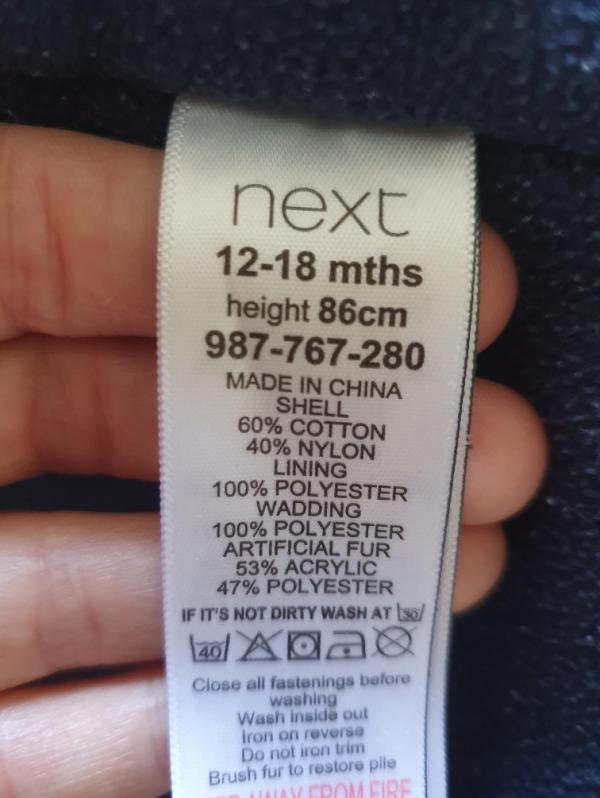 next
12-18 mths
height 86cm
987-767-280
MADE IN CHINA
SHELL
60% COTTON
40% NYLON
LINING
100% POLYESTER
WADDING
100% POLYESTER
ARTIFICIAL FUR
53% ACRYLIC
47% POLYESTER
IF IT'S NOT DIRTY WASH AT 30
40
Close all fastenings before
washing
Wash inside out
Iron on reverse
Do not iron trim
Brush fur to restore pile
AWAY FROM FIRE